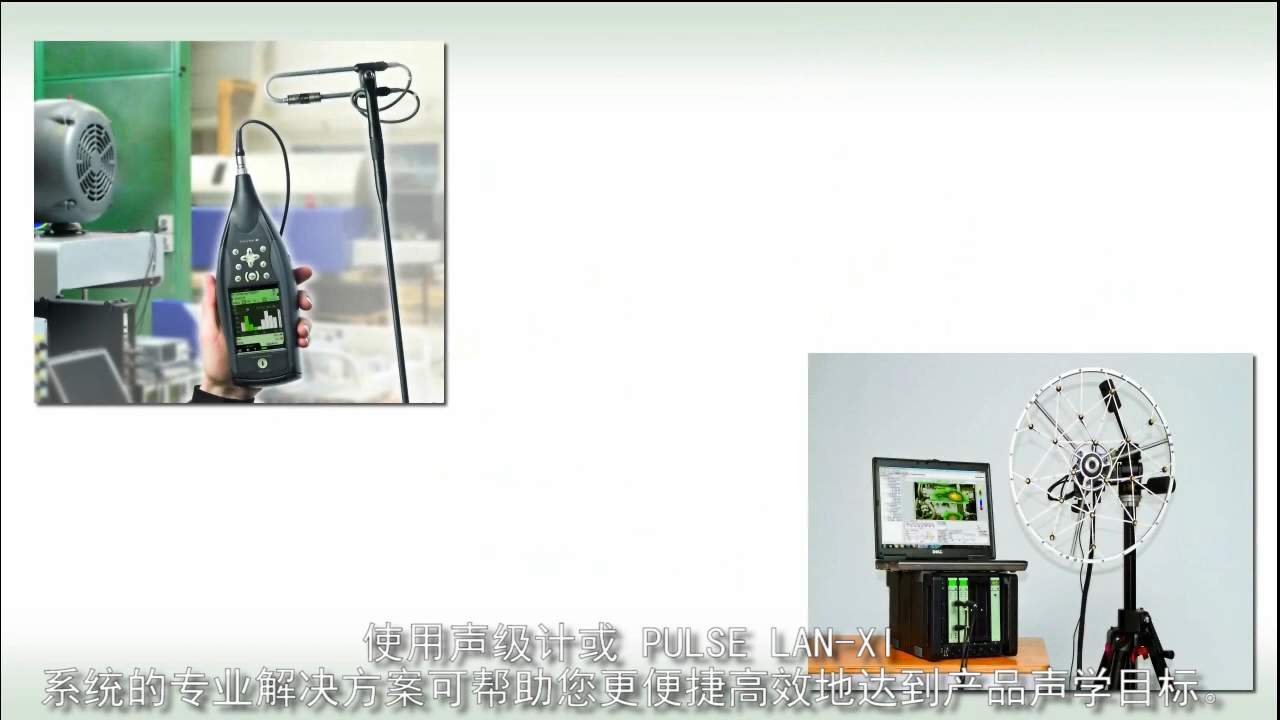 使用声级计或 PULSE LAN-XI
系统的专业解决方案可帮助您更便捷高效地达到产品声学目标。
DELL